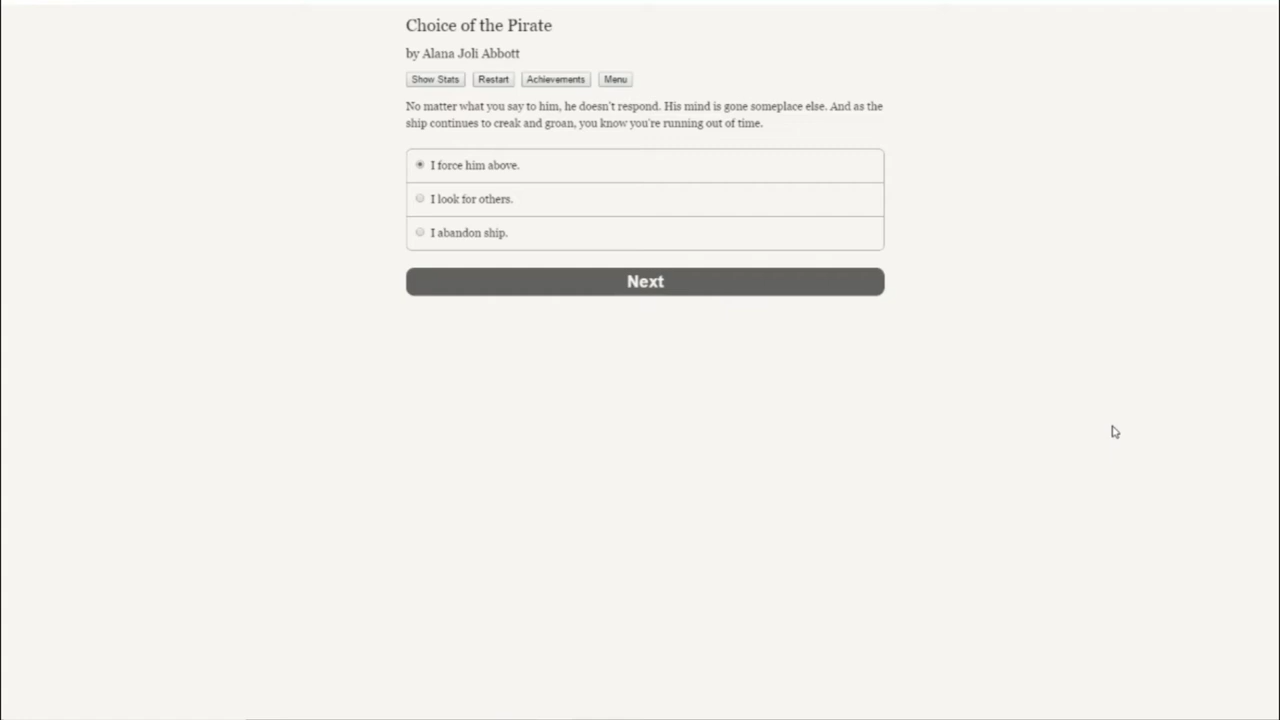 Choice of the Pirate
by Alana Joli Abbott
Show Stats Restart Achievements Menu
No matter what you say to him, he doesn't respond. His mind is gone someplace else. And as the
ship continues to creak and groan, you know you're running out of time.
I force him above.
I look for others.
I abandon ship.
Next